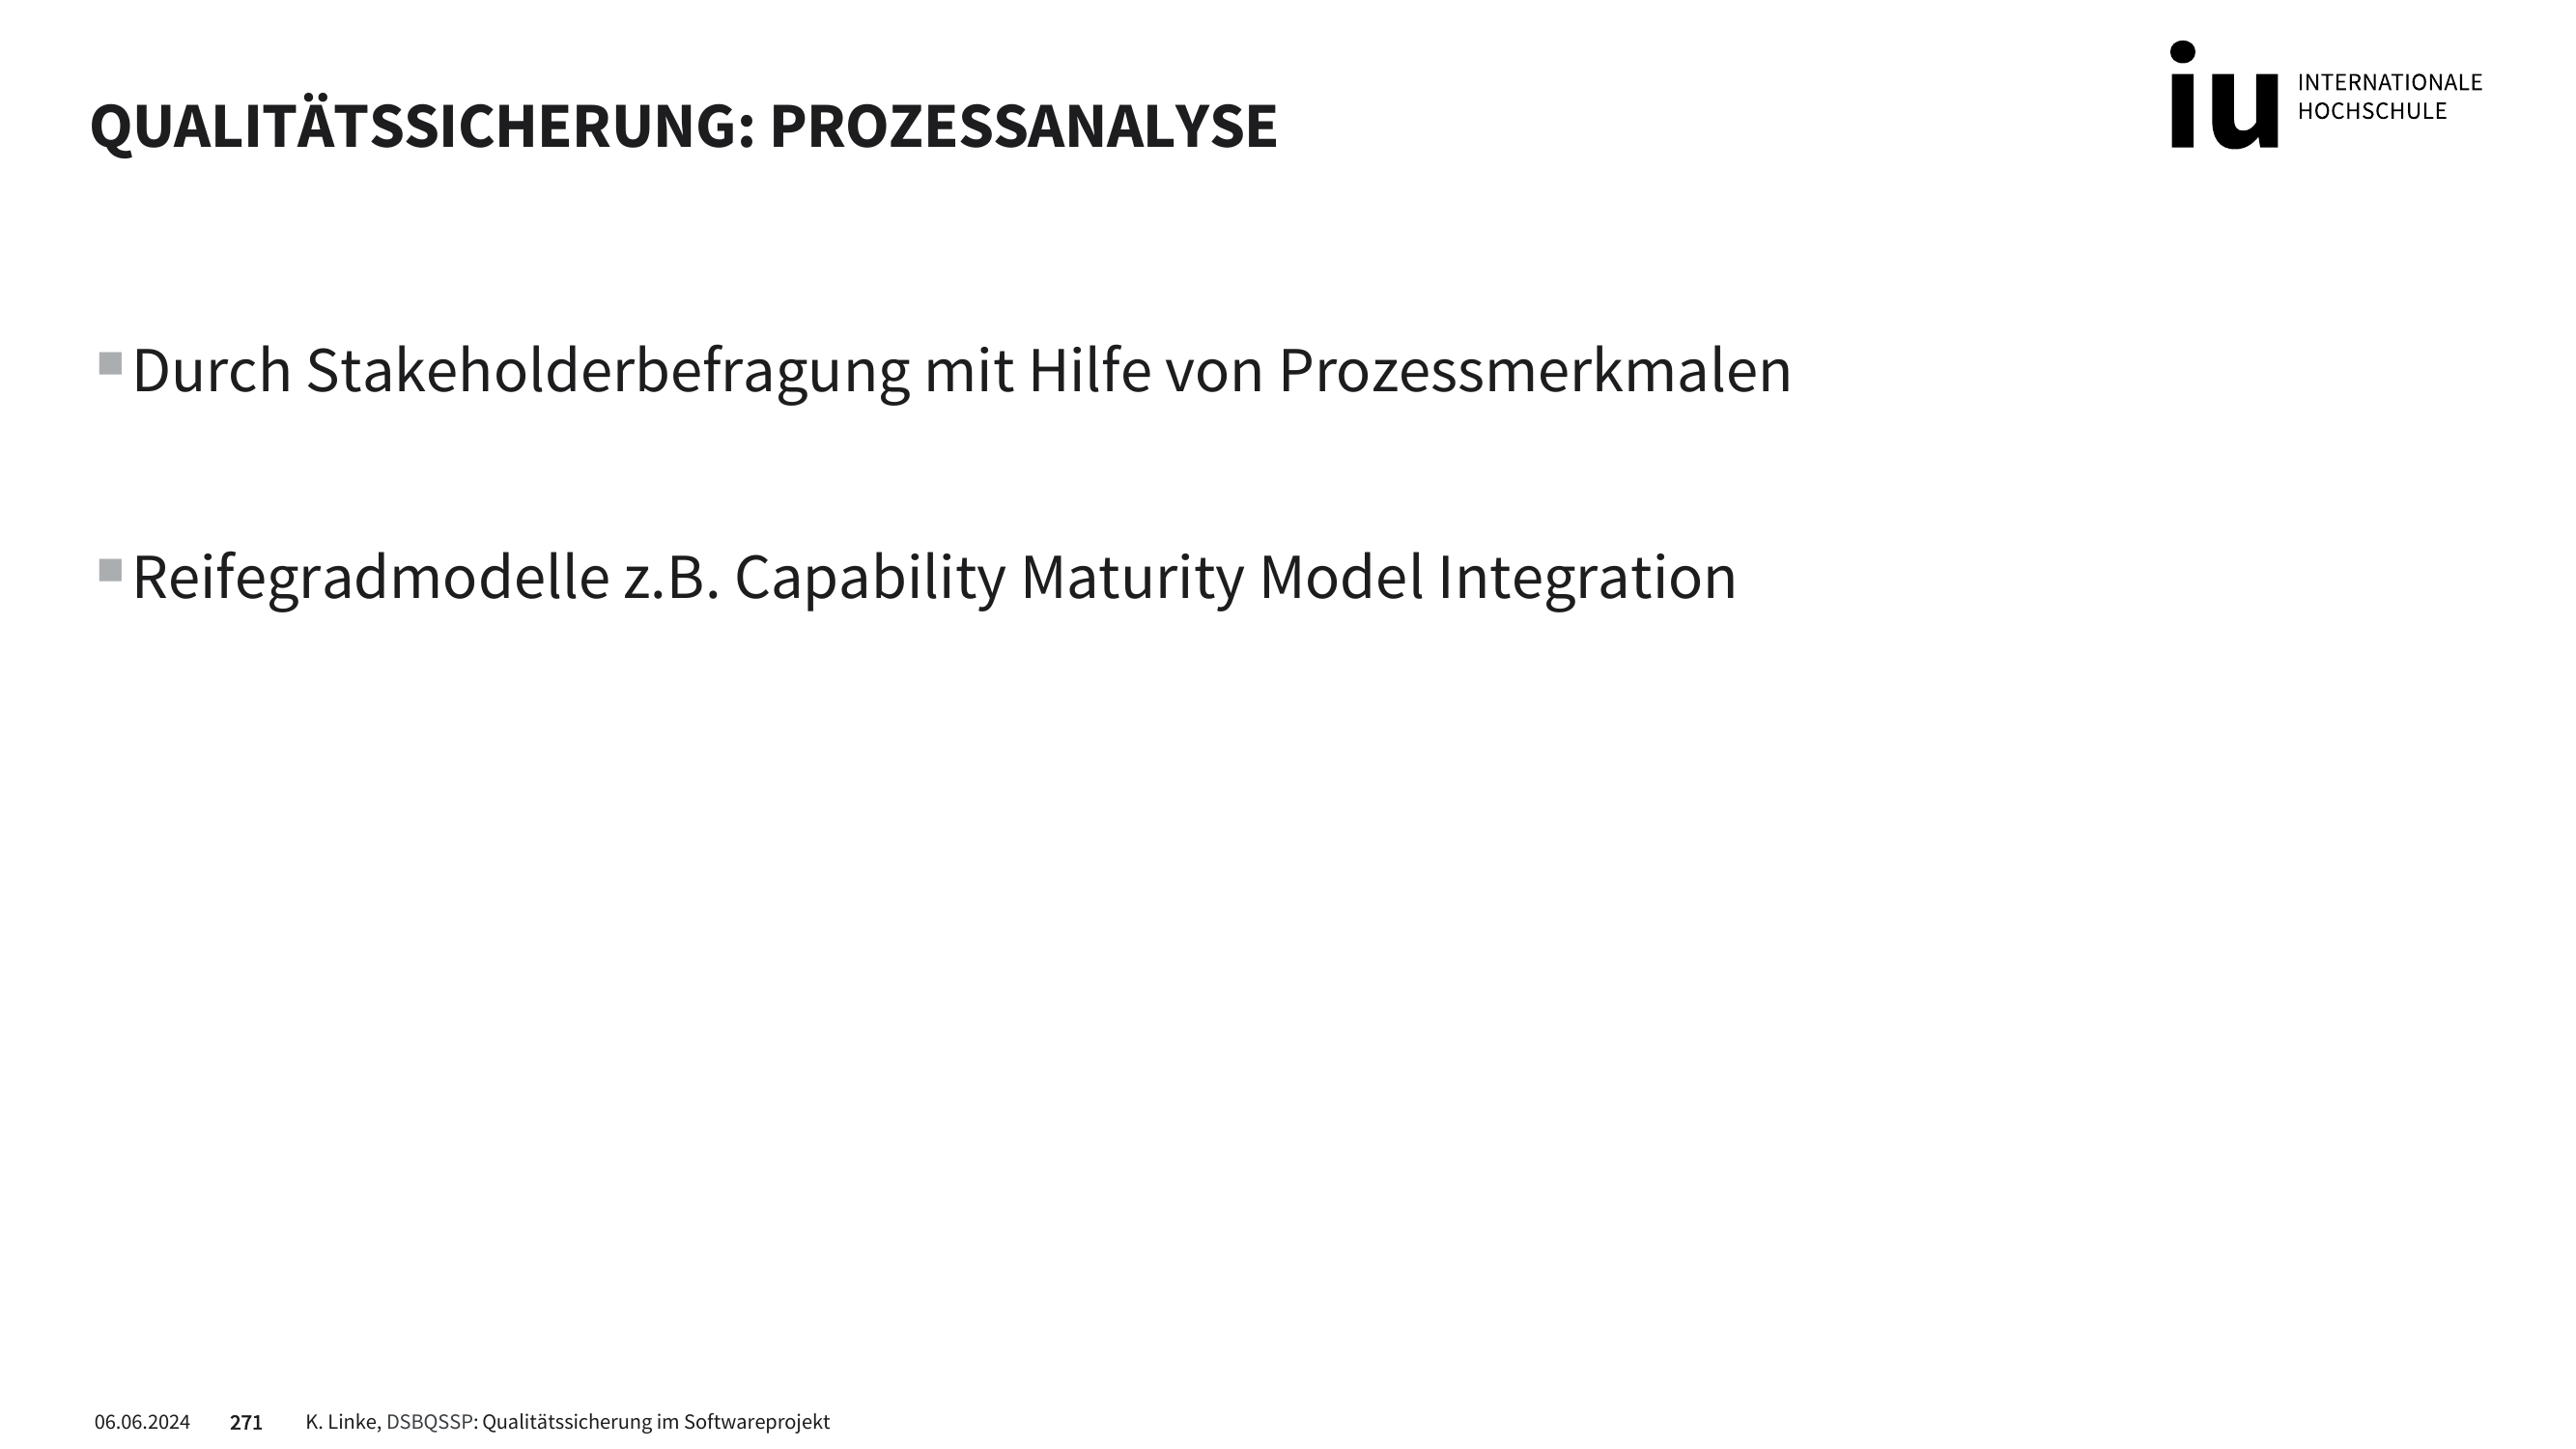 QUALITÄTSSICHERUNG: PROZESSANALYSE
iu INTERNATIONALE
HOCHSCHULE
Durch Stakeholderbefragung mit Hilfe von Prozessmerkmalen
Reifegradmodelle z.B. Capability Maturity Model Integration
06.06.2024 271 K. Linke, DSBQSSP: Qualitätssicherung im Softwareprojekt